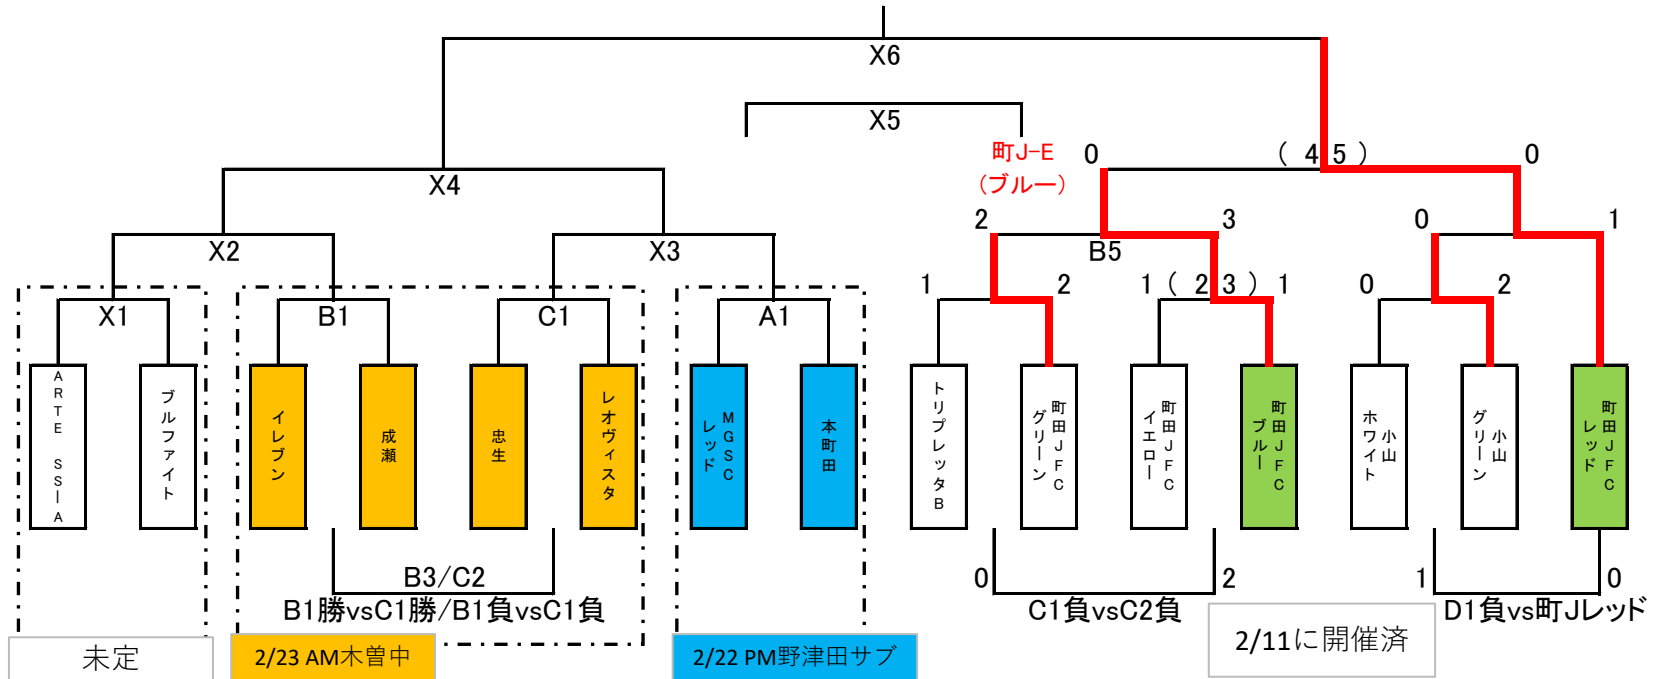 X6
X5
町J-E
(ブルー)
0
( 4 5 )
0
X4
2
3
0
1
X2
X3
B5
1
2
1 ( 2 3 ) 1
0
2
X1
B1
C1
A1
ARTE SSIA
ブルファイト
イレブン
成瀬
忠生
レオヴィスタ
MGSC
レッド
本町田
トリプレッタB
町田JFC
グリーン
町田JFC
イエロー
町田JFC
ブルー
小山
ホワイト
小山
グリーン
町田JFC
レッド
B3/C2
0
2
1
0
B1勝vsC1勝/B1負vsC1負
C1負vsC2負
D1負vs町Jレッド
未定
2/23 AM木曽中
2/22 PM野津田サブ
2/11に開催済